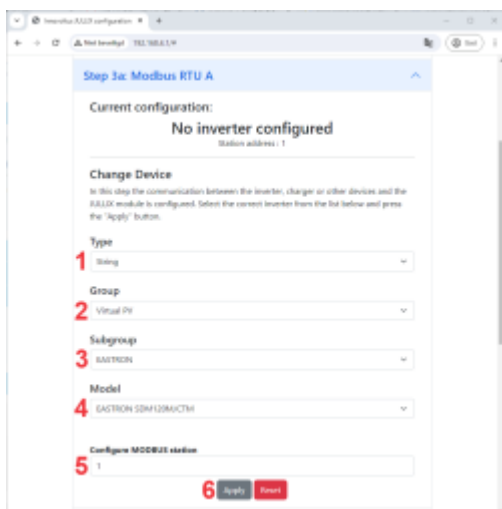 Step 3a: Modbus RTU A
Current configuration:
No inverter configured
Station address: 1
Change Device
In this step the communication between the inverter, charger or other devices and the
module is configured. Select the correct inverter from the list below and press
the "Apply" button.
Type
1 String
Group
2 Virtual PV
Subgroup
3 EASTRON
Model
4 EASTRON
Configure MODBUS station
5 1
6 Apply Reset